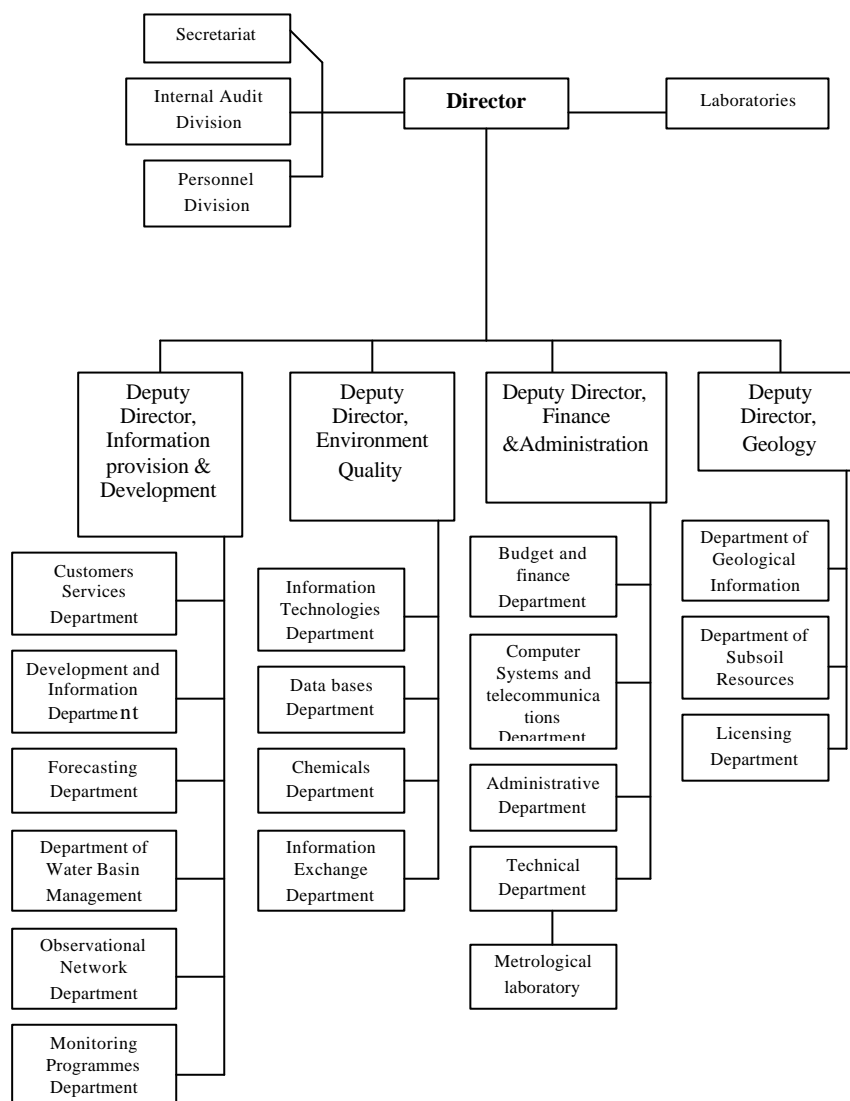 Secretariat
Internal Audit
Division
Personnel
Division
Director
Laboratories
Deputy
Director,
Information
provision &
Development
Deputy
Director,
Environment
Quality
Deputy Director,
Finance
&Administration
Deputy
Director,
Geology
Customers
Services
Department
Development and
Information
Department
Forecasting
Department
Department of
Water Basin
Management
Observational
Network
Department
Monitoring
Programmes
Department
Information
Technologies
Department
Data bases
Department
Chemicals
Department
Information
Exchange
Department
Budget and
finance
Department
Computer
Systems and
telecommunica
tions
Department
Administrative
Department
Technical
Department
Metrological
laboratory
Department of
Geological
Information
Department of
Subsoil
Resources
Licensing
Department